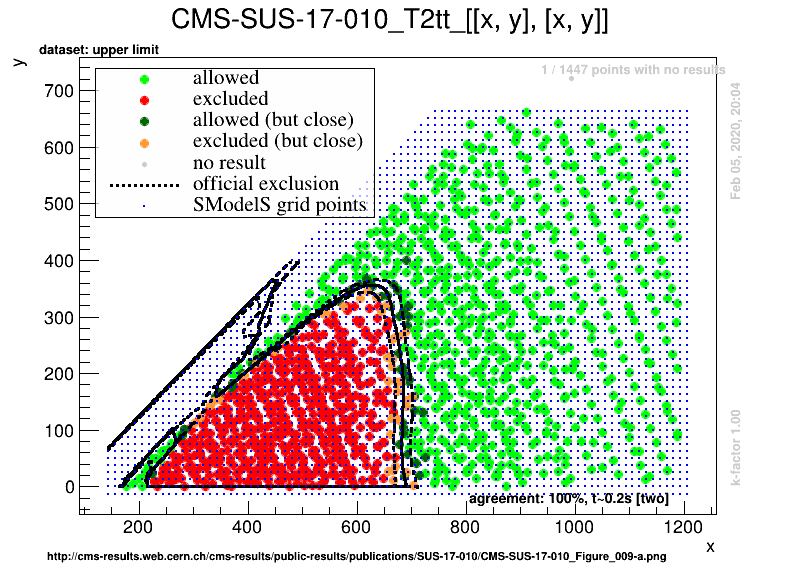 CMS-SUS-17-010_T2tt_[[x, y], [x, y]]
dataset: upper limit
y
1 / 1447 points with no results
allowed
excluded
allowed (but close)
excluded (but close)
no result
official exclusion
SModelS grid points
700
600
500
400
300
200
100
0
Feb 05, 2020, 20:04
k-factor 1.00
agreement: 100%, t~0.2s [two]
200 400 600 800 1000 1200
x
http://cms-results.web.cern.ch/cms-results/public-results/publications/SUS-17-010/CMS-SUS-17-010_Figure_009-a.png